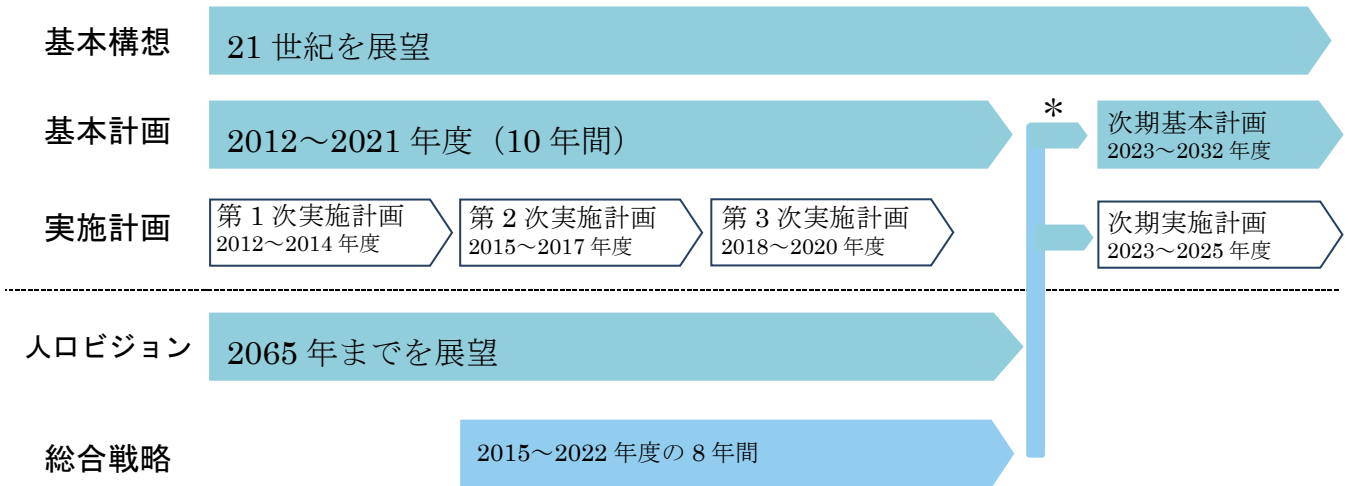 基本構想
21 世紀を展望
基本計画
2012～2021 年度（10 年間）
＊
次期基本計画
2023～2032 年度
実施計画
第 1 次実施計画
2012～2014 年度
第 2 次実施計画
2015～2017 年度
第 3 次実施計画
2018～2020 年度
次期実施計画
2023～2025 年度
人口ビジョン
2065 年までを展望
総合戦略
2015～2022 年度の 8 年間